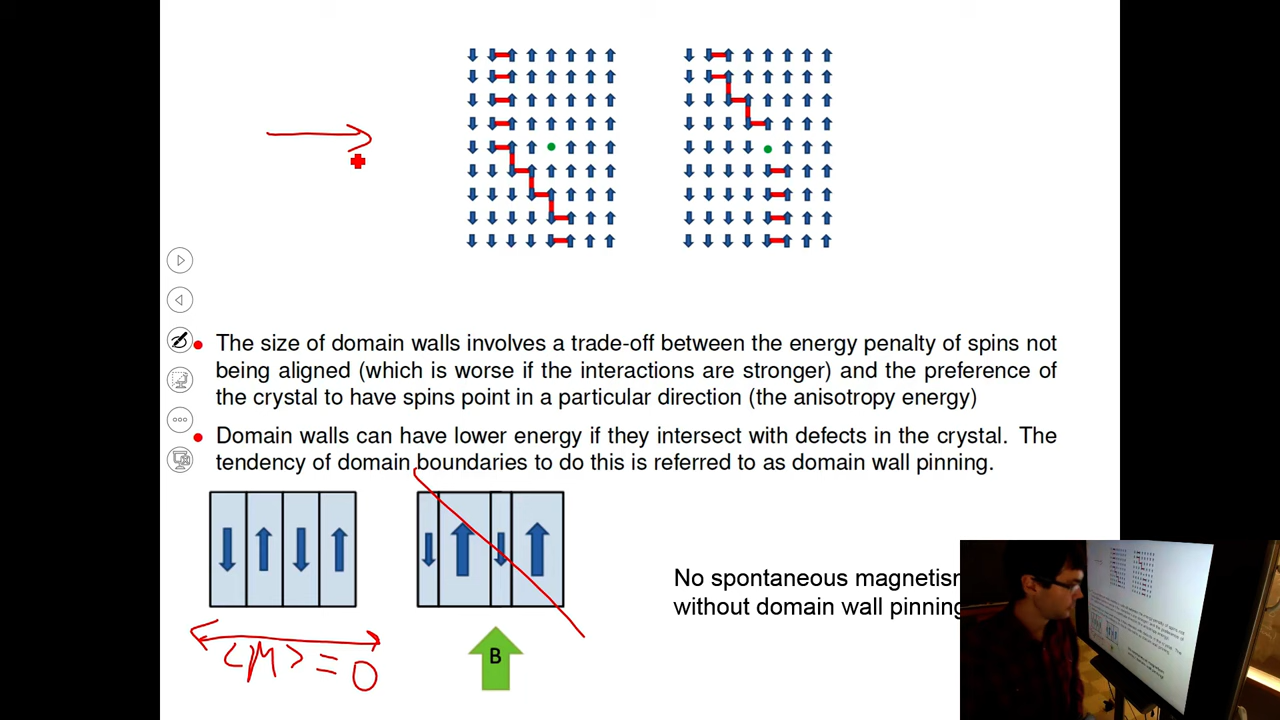 The size of domain walls involves a trade-off between the energy penalty of spins not
being aligned (which is worse if the interactions are stronger) and the preference of
the crystal to have spins point in a particular direction (the anisotropy energy)
Domain walls can have lower energy if they intersect with defects in the crystal. The
tendency of domain boundaries to do this is referred to as domain wall pinning.
No spontaneous magnetism
without domain wall pinning
B
<M> = 0